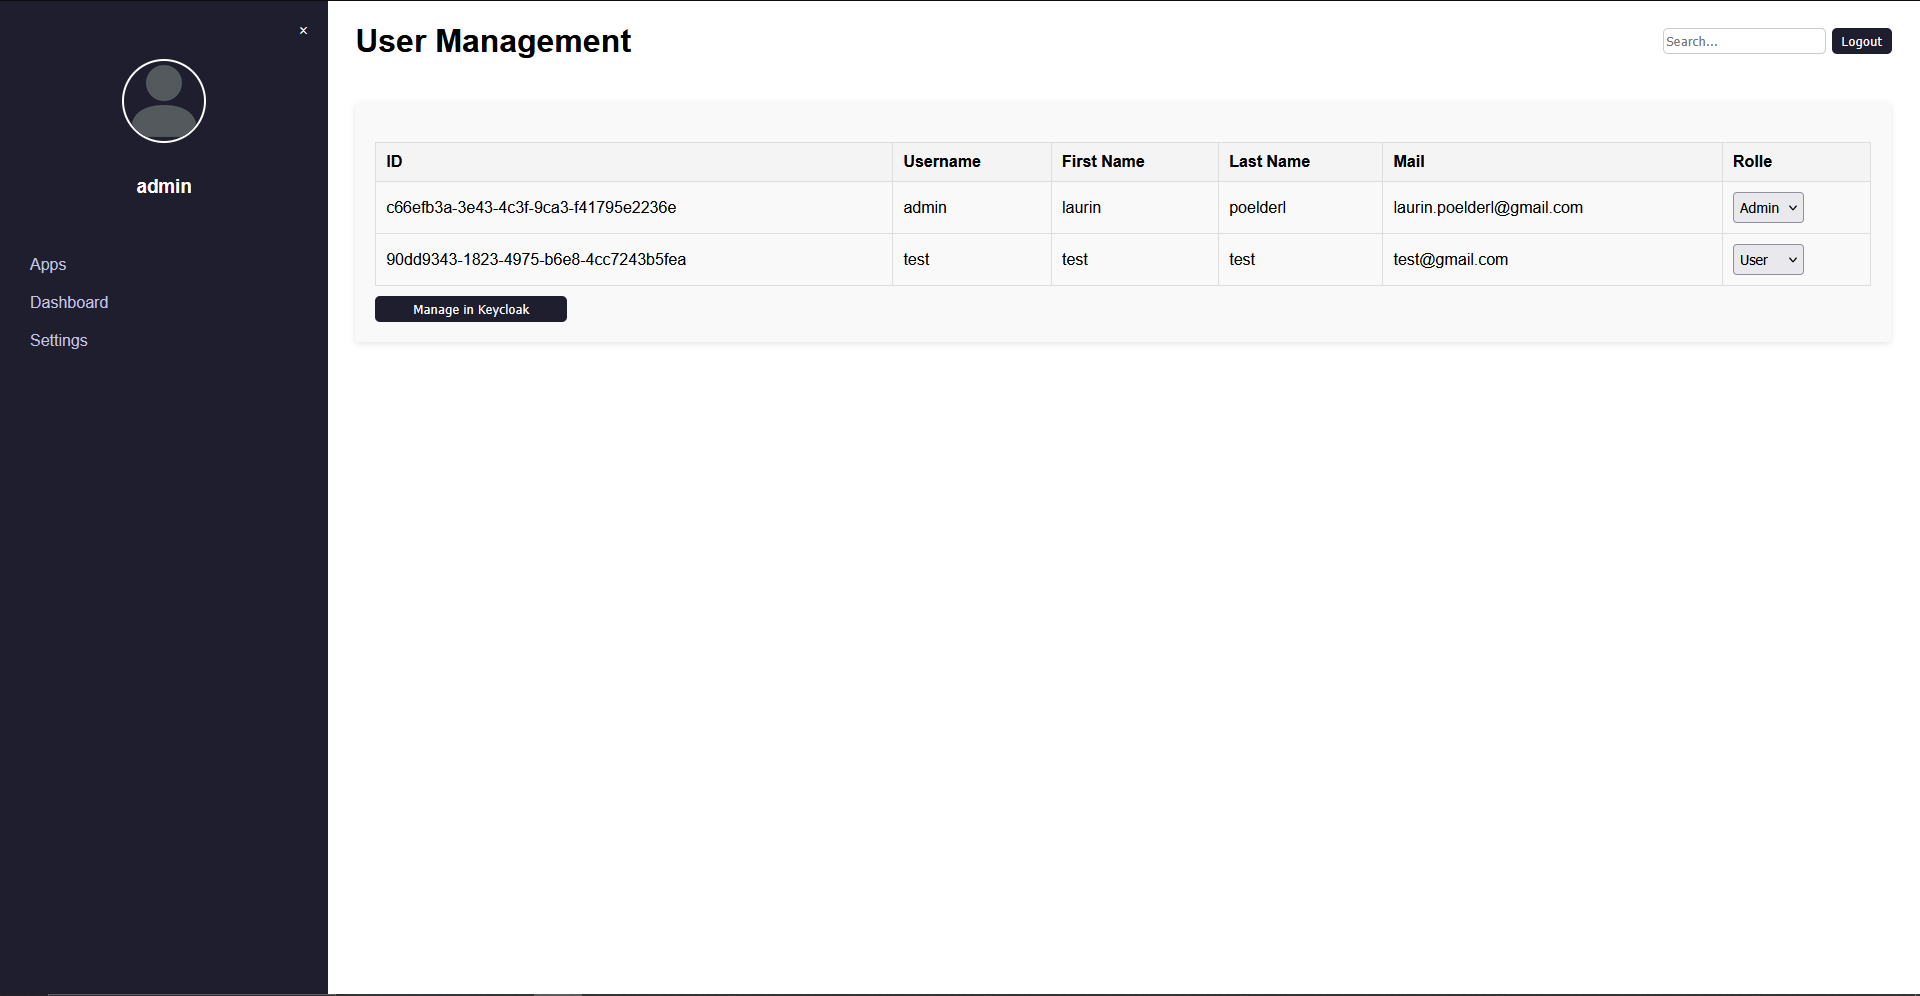 ×
admin
Apps
Dashboard
Settings
User Management
Search...
Logout
ID Username First Name Last Name Mail Rolle
c66efb3a-3e43-4c3f-9ca3-f41795e2236e admin laurin poelderl laurin.poelderl@gmail.com Admin
90dd9343-1823-4975-b6e8-4cc7243b5fea test test test test@gmail.com User
Manage in Keycloak